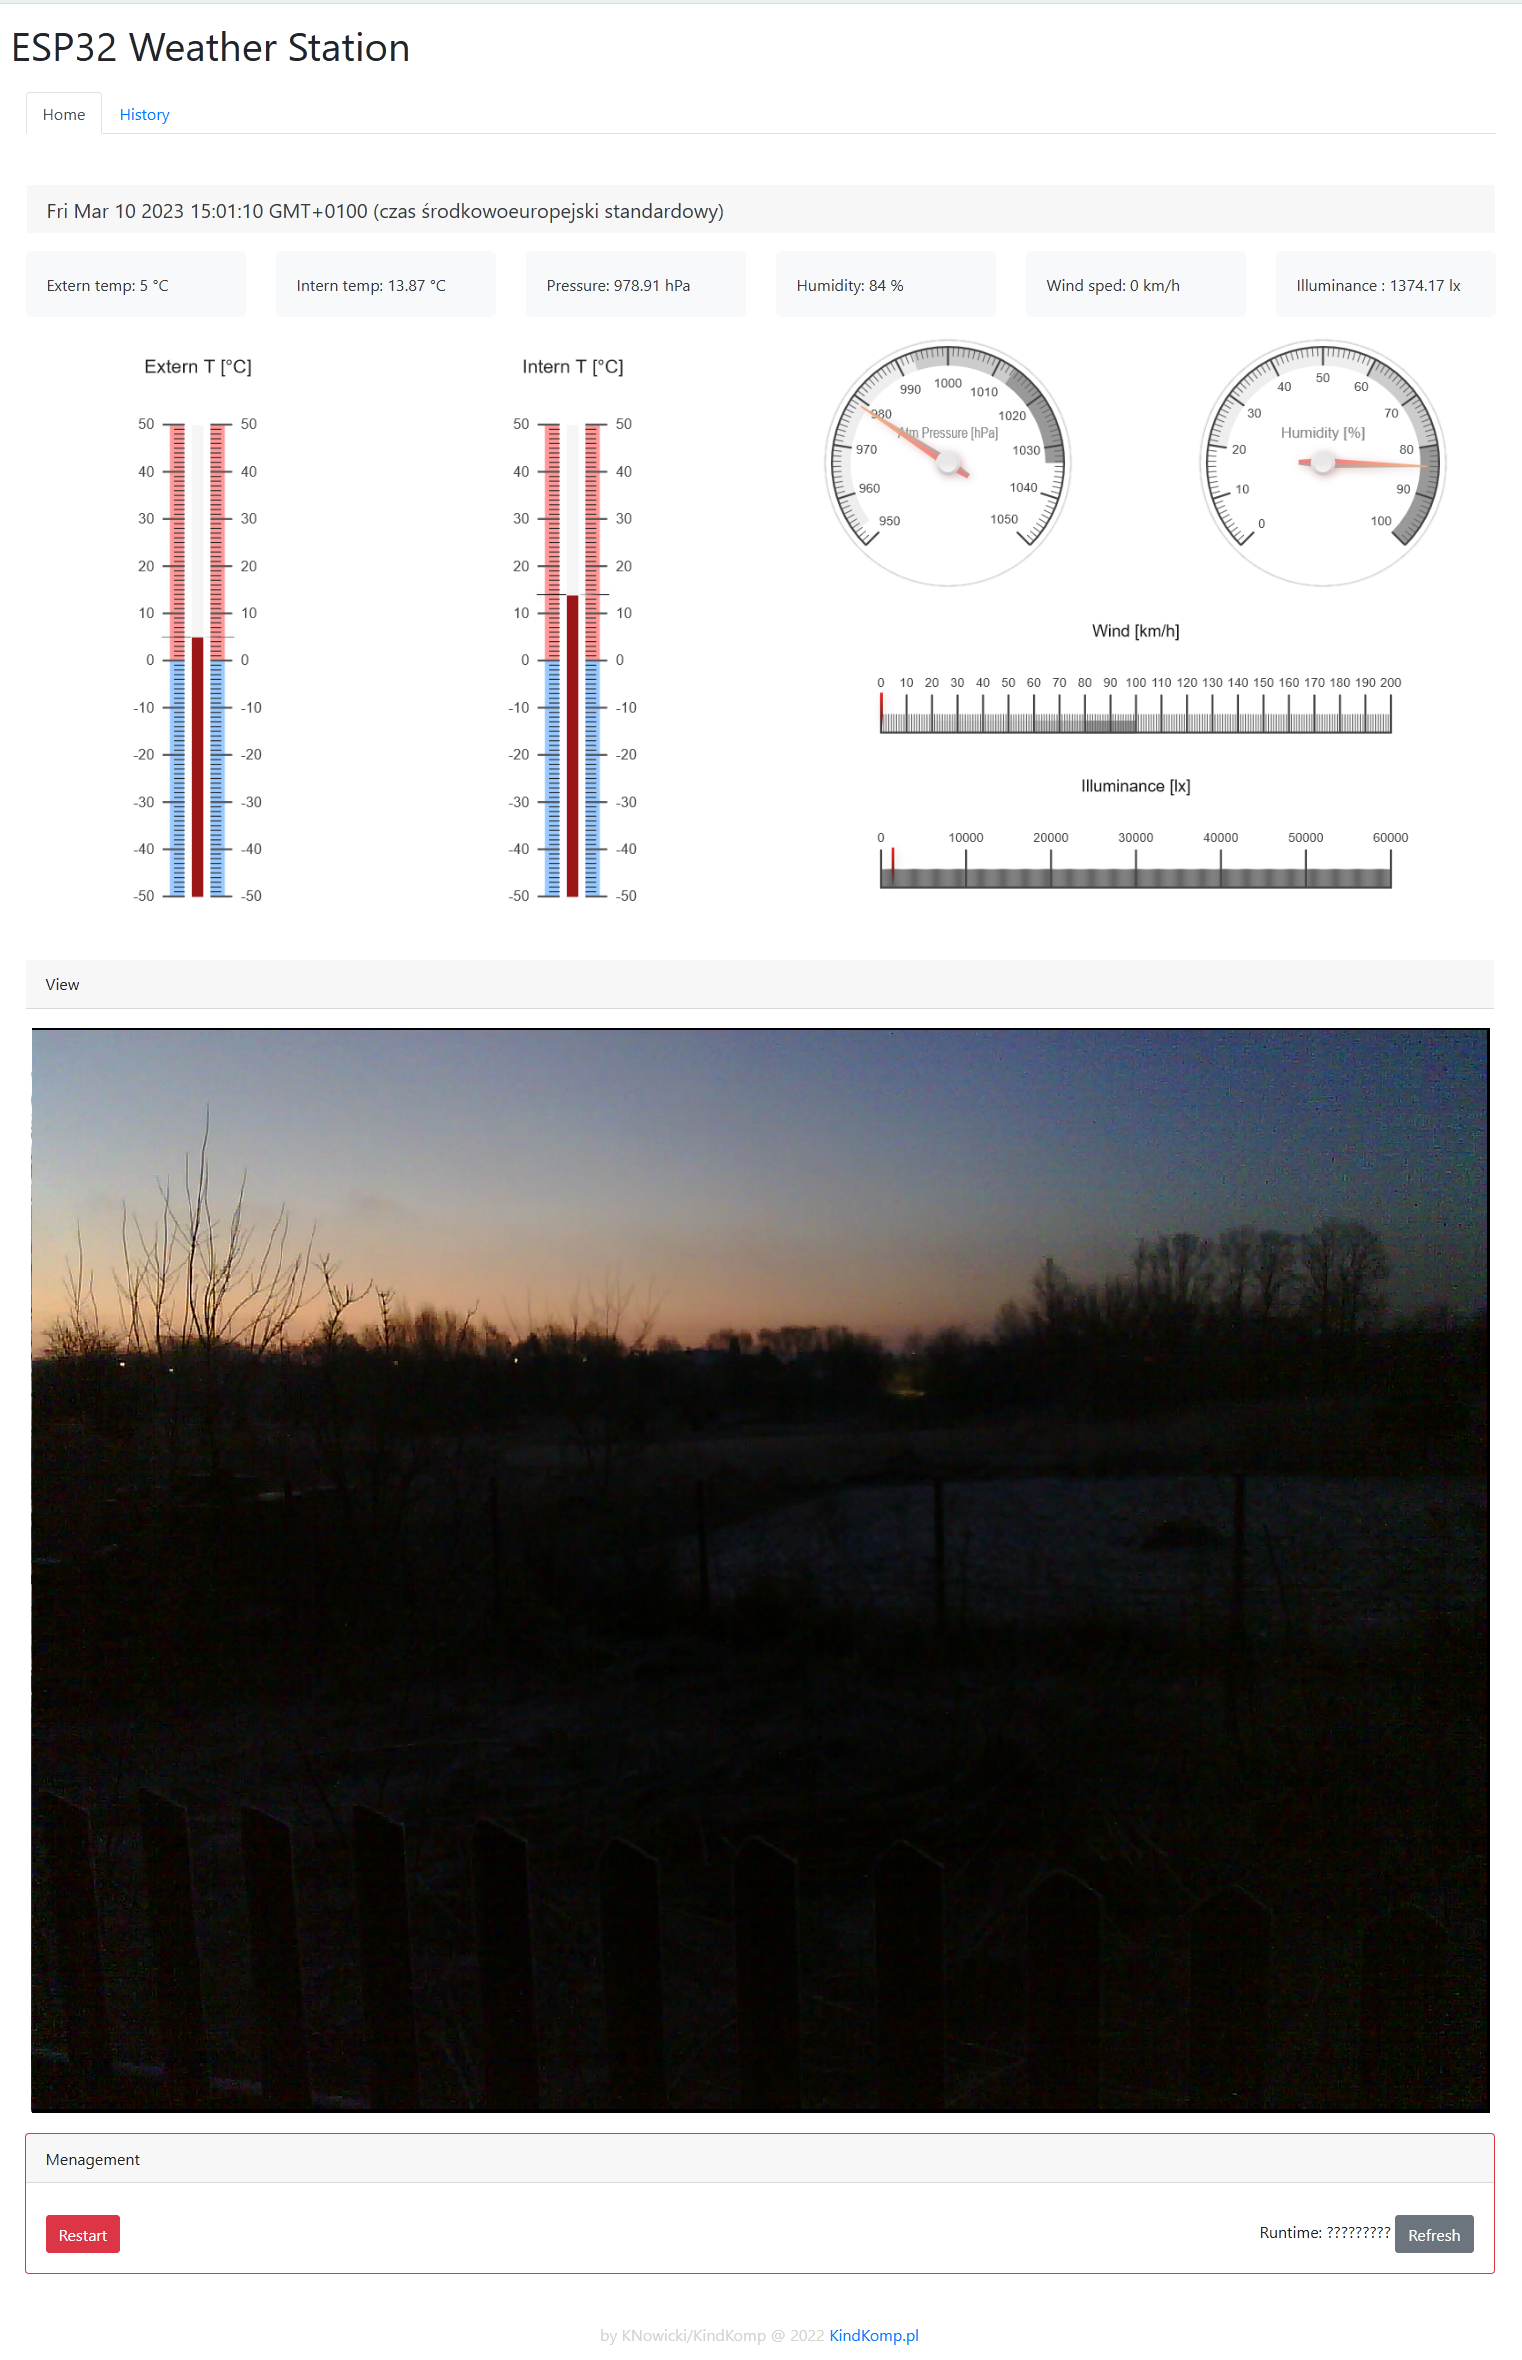 ESP32 Weather Station
Home History
Fri Mar 10 2023 15:01:10 GMT+0100 (czas środkowoeuropejski standardowy)
Extern temp: 5 °C Intern temp: 13.87 °C Pressure: 978.91 hPa Humidity: 84 % Wind sped: 0 km/h Illuminance : 1374.17 lx
Extern T [°C]
50 50
40 40
30 30
20 20
10 10
0 0
-10 -10
-20 -20
-30 -30
-40 -40
-50 -50
Intern T [°C]
50 50
40 40
30 30
20 20
10 10
0 0
-10 -10
-20 -20
-30 -30
-40 -40
-50 -50
950 960 970 980 990 1000 1010 1020 1030 1040 1050
Atm Pressure [hPa]
0 10 20 30 40 50 60 70 80 90 100
Humidity [%]
Wind [km/h]
0 10 20 30 40 50 60 70 80 90 100 110 120 130 140 150 160 170 180 190 200
Illuminance [lx]
0 10000 20000 30000 40000 50000 60000
View
Menagement
Restart Runtime: ????????? Refresh
by KNowicki/KindKomp @ 2022 KindKomp.pl